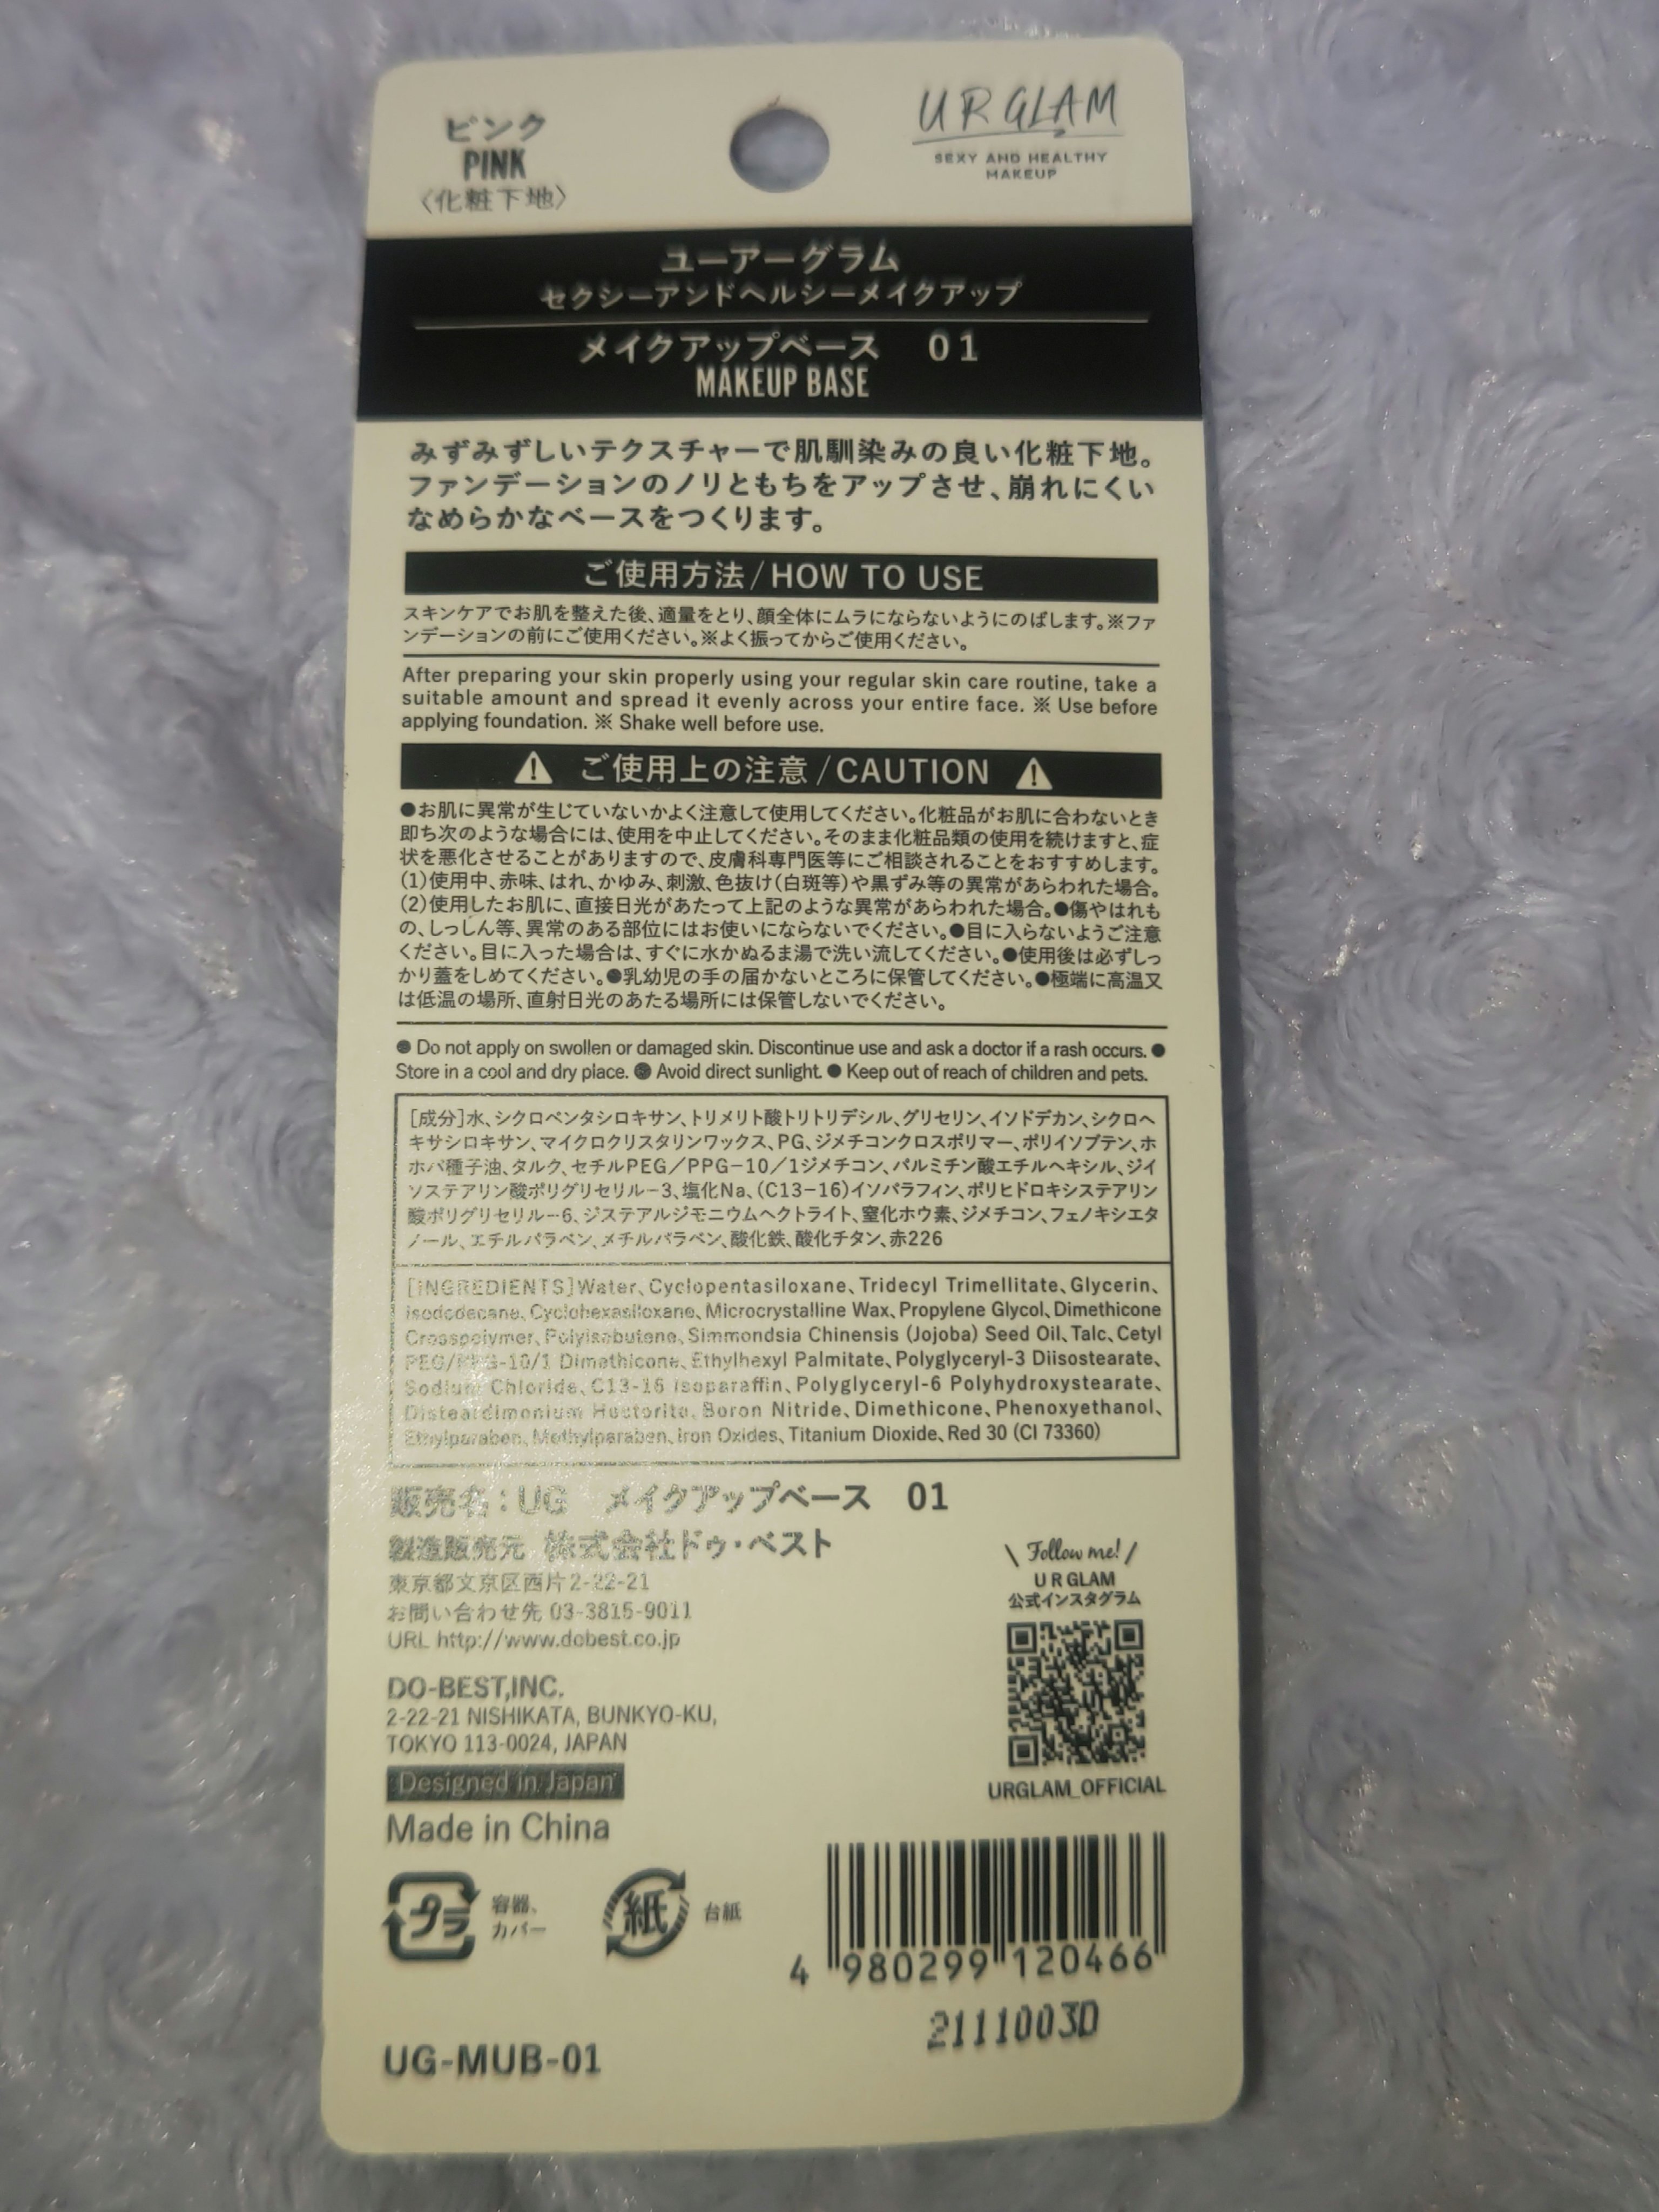 ピンク
PINK
〈化粧下地〉
UR GLAM
SEXY AND HEALTHY
MAKEUP
ユーアーグラム
セクシーアンドヘルシーメイクアップ
メイクアップベース 01
MAKEUP BASE
みずみずしいテクスチャーで肌馴染みの良い化粧下地。
ファンデーションのノリともちをアップさせ、崩れにくい
なめらかなベースをつくります。
ご使用方法/HOW TO USE
スキンケアでお肌を整えた後、適量をとり、顔全体にムラにならないようにのばします。※ファ
ンデーションの前にご使用ください。※よく振ってからご使用ください。
After preparing your skin properly using your regular skin care routine, take a
suitable amount and spread it evenly across your entire face. ※ Use before
applying foundation. ※ Shake well before use.
⚠ ご使用上の注意/CAUTION ⚠
●お肌に異常が生じていないかよく注意して使用してください。化粧品がお肌に合わないとき
即ち次のような場合には、使用を中止してください。そのまま化粧品類の使用を続けますと、症
状を悪化させることがありますので、皮膚科専門医等にご相談されることをおすすめします。
(1)使用中、赤味、はれ、かゆみ、刺激、色抜け(白斑等)や黒ずみ等の異常があらわれた場合。
(2)使用したお肌に、直接日光があたって上記のような異常があらわれた場合。●傷やはれも
の、しっしん等、異常のある部位にはお使いにならないでください。●目に入らないようご注意
ください。目に入った場合は、すぐに水かぬるま湯で洗い流してください。●使用後は必ずしっ
かり蓋をしめてください。●乳幼児の手の届かないところに保管してください。●極端に高温又
は低温の場所、直射日光のあたる場所には保管しないでください。
● Do not apply on swollen or damaged skin. Discontinue use and ask a doctor if a rash occurs. ●
Store in a cool and dry place. ● Avoid direct sunlight. ● Keep out of reach of children and pets.
[成分]水、シクロペンタシロキサン、トリメリト酸トリトリデシル、グリセリン、イソドデカン、シクロヘ
キサシロキサン、マイクロクリスタリンワックス、PG、ジメチコンクロスポリマー、ポリイソブテン、ホ
ホバ種子油、タルク、セチルPEG/PPG-10/1ジメチコン、パルミチン酸エチルヘキシル、ジイ
ソステアリン酸ポリグリセリル-3、塩化Na、(C13-16)イソパラフィン、ポリヒドロキシステアリン
酸ポリグリセリル-6、ジステアルジモニウムヘクトライト、窒化ホウ素、ジメチコン、フェノキシエタ
ノール、エチルパラベン、メチルパラベン、酸化鉄、酸化チタン、赤226
[INGREDIENTS]Water、Cyclopentasiloxane、Tridecyl Trimellitate、Glycerin、
Isododecane、Cyclohexasiloxane、Microcrystalline Wax、Propylene Glycol、Dimethicone
Crosspolymer、Polyisobutene、Simmondsia Chinensis (Jojoba) Seed Oil、Talc、Cetyl
PEG/PPG-10/1 Dimethicone、Ethylhexyl Palmitate、Polyglyceryl-3 Diisostearate、
Sodium Chloride、C13-16 Isoparaffin、Polyglyceryl-6 Polyhydroxystearate、
Disteardimonium Hectorite、Boron Nitride、Dimethicone、Phenoxyethanol、
Ethylparaben、Methylparaben、Iron Oxides、Titanium Dioxide、Red 30 (CI 73360)
販売名：UG メイクアップベース 01
製造販売元 株式会社ドゥ・ベスト
東京都文京区西片2-22-21
お問い合わせ先 03-3815-9011
URL http://www.dobest.co.jp
DO-BEST,INC.
2-22-21 NISHIKATA, BUNKYO-KU,
TOKYO 113-0024, JAPAN
Designed in Japan
Made in China
\ Follow me! /
UR GLAM
公式インスタグラム
URGLAM_OFFICIAL
プラ
容器、
カバー
紙
台紙
4 980299 120466
2111003D
UG-MUB-01